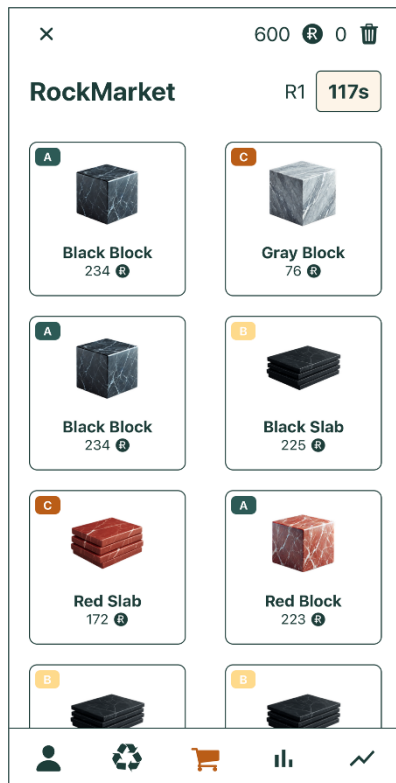 600 R 0
RockMarket
R1 117s
A
C
Black Block
Gray Block
234 R
76 R
A
B
Black Block
Black Slab
234 R
225 R
C
A
Red Slab
Red Block
172 R
223 R
B
B